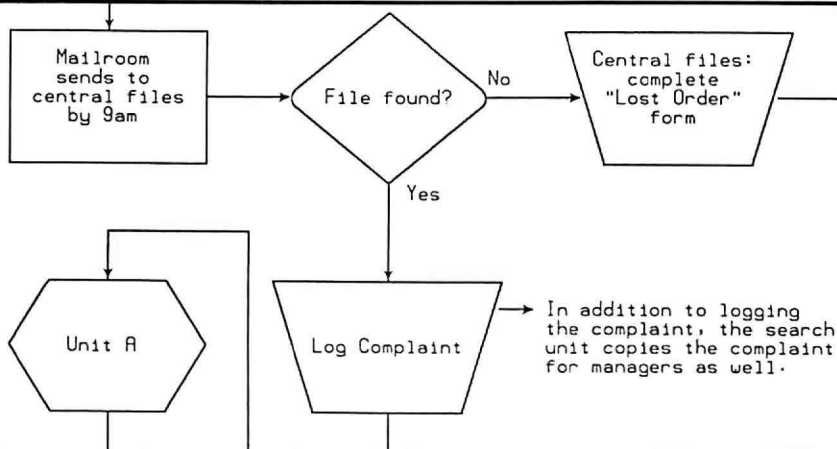 Mailroom
sends to
central files
by 9am
File found?
No
Central files:
complete
"Lost Order"
form
Yes
Unit A
Log Complaint
In addition to logging
the complaint, the search
unit copies the complaint
for managers as well.